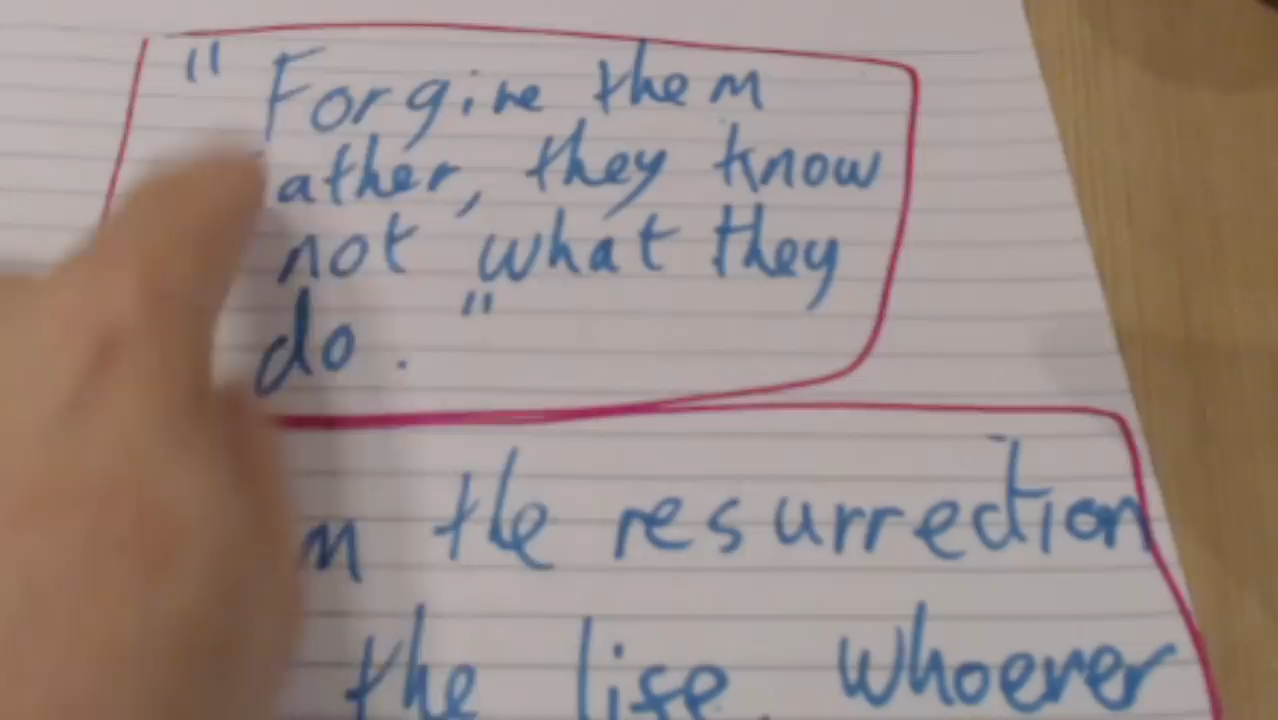 " Forgive them
ather, they know
not what they
do. "
m the resurrection
the life. Whoever